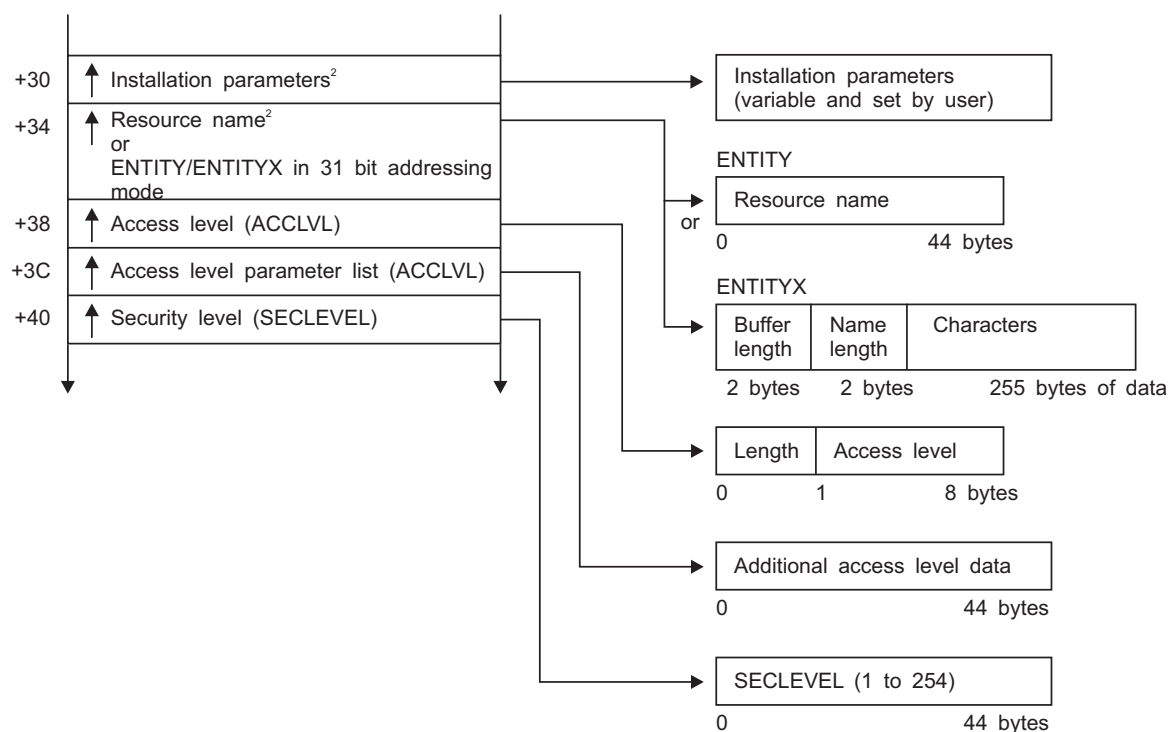 +30
Installation parameters²
+34
Resource name²
or
ENTITY/ENTITYX in 31 bit addressing
mode
+38
Access level (ACCLVL)
+3C
Access level parameter list (ACCLVL)
+40
Security level (SECLEVEL)
Installation parameters
(variable and set by user)
ENTITY
Resource name
or
0 44 bytes
ENTITYX
Buffer length
Name length
Characters
2 bytes 2 bytes 255 bytes of data
Length Access level
0 1 8 bytes
Additional access level data
0 44 bytes
SECLEVEL (1 to 254)
0 44 bytes